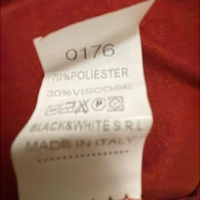 0176
70%POLIESTER
30%VISCOSE
P
BLACK&WHITE S.R.L
MADE IN ITALY